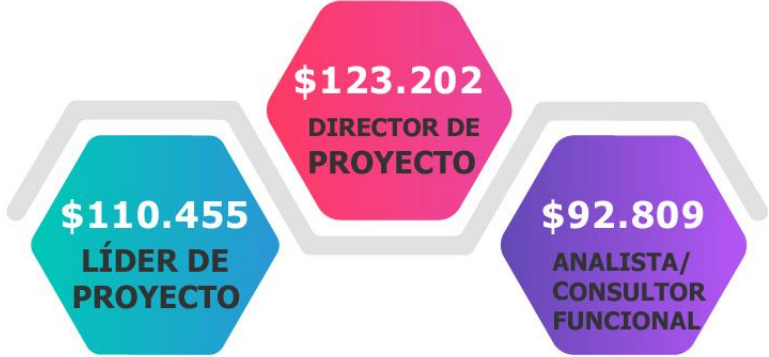 $123.202
DIRECTOR DE
PROYECTO
$110.455
LÍDER DE
PROYECTO
$92.809
ANALISTA/
CONSULTOR
FUNCIONAL